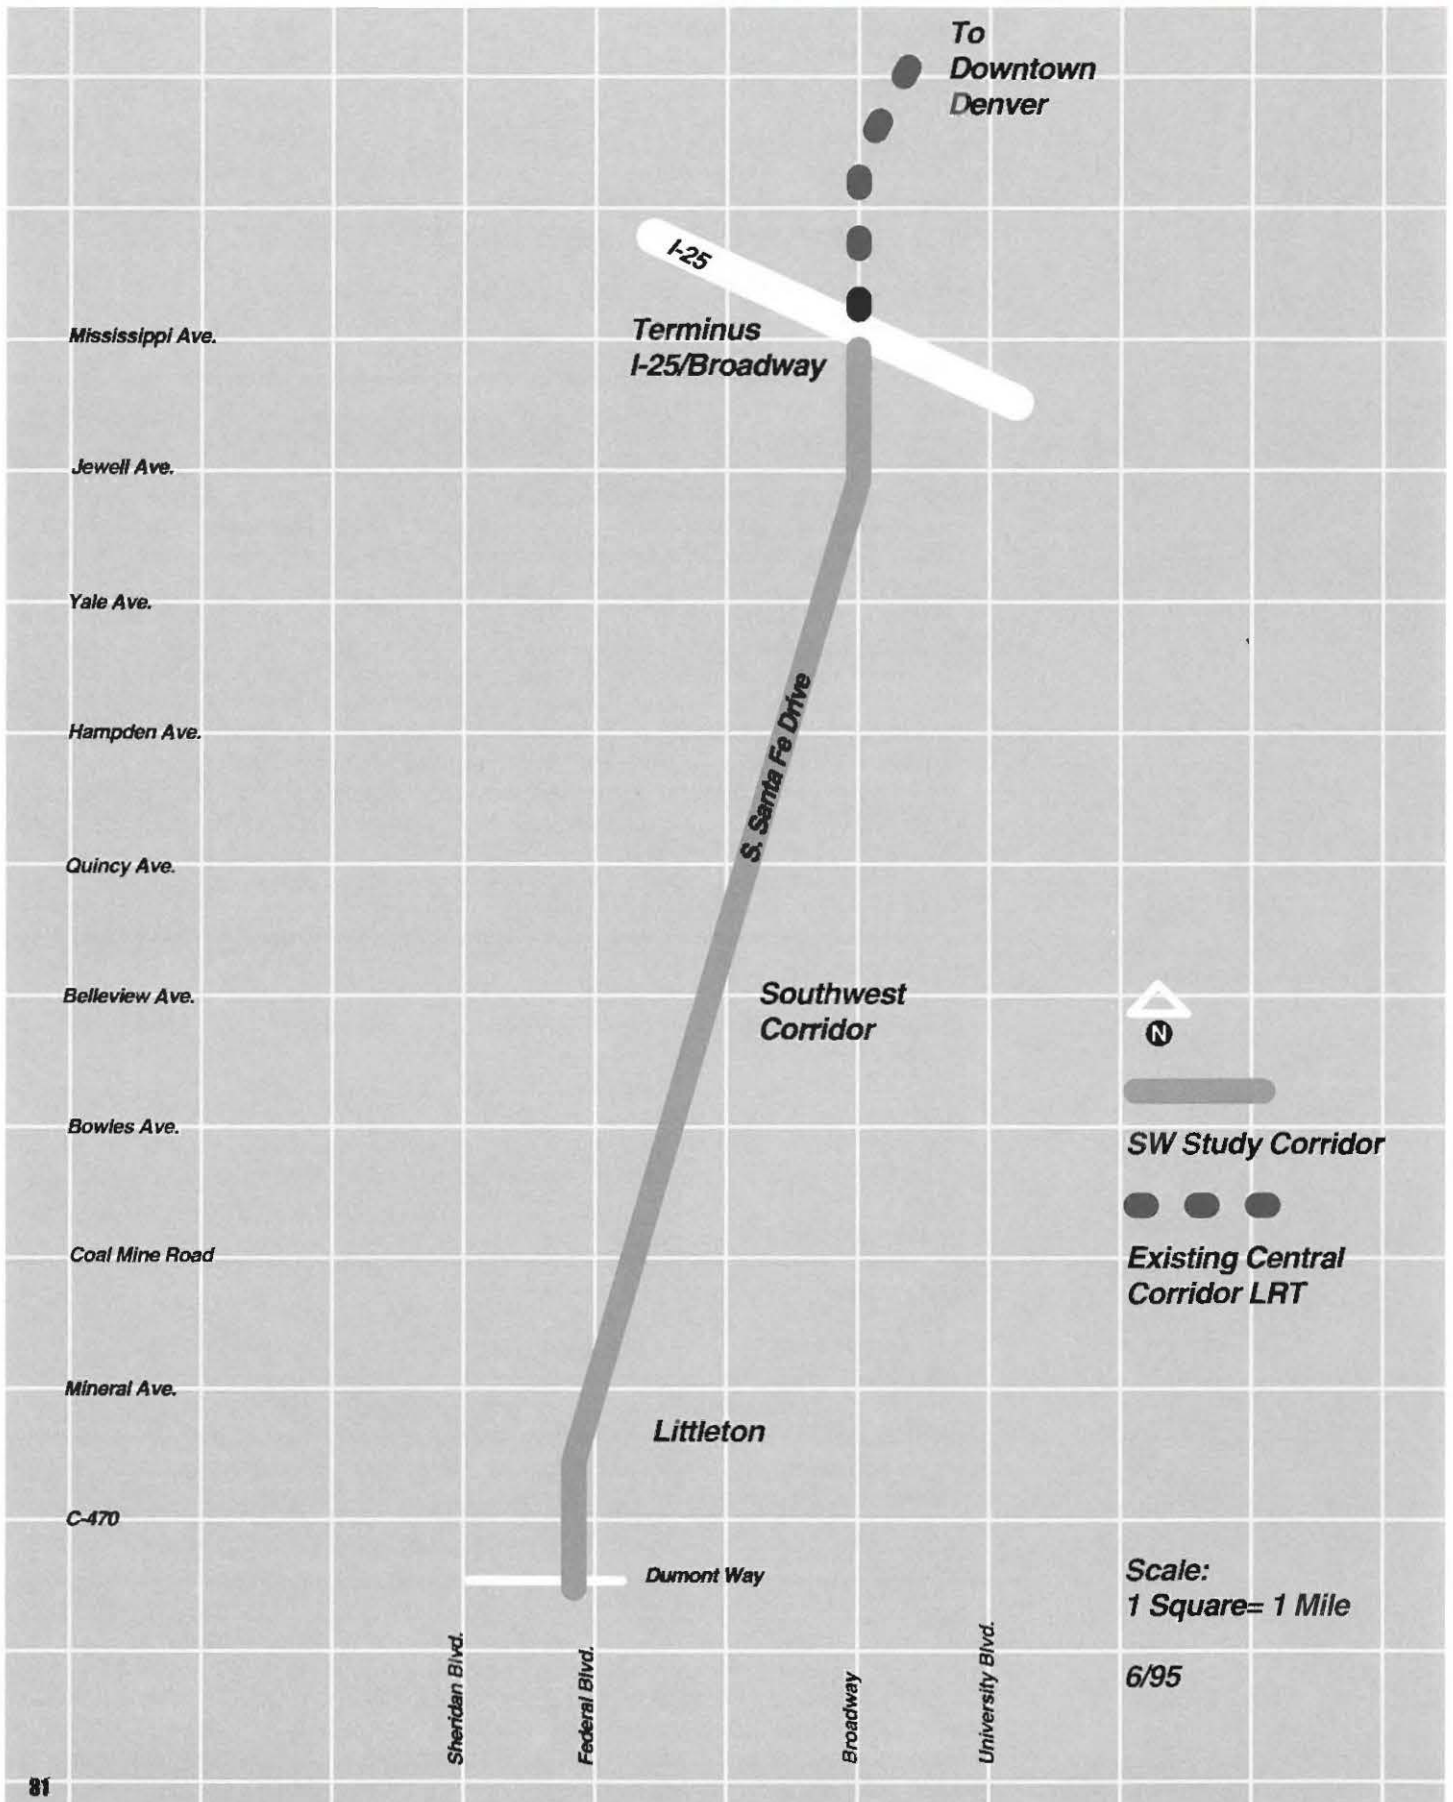 To
Downtown
Denver
I-25
Mississippi Ave.
Terminus
I-25/Broadway
Jewell Ave.
Yale Ave.
Hampden Ave.
S. Santa Fe Drive
Quincy Ave.
Belleview Ave.
Southwest
Corridor
N
Bowles Ave.
SW Study Corridor
Coal Mine Road
Existing Central
Corridor LRT
Mineral Ave.
Littleton
C-470
Dumont Way
Scale:
1 Square= 1 Mile
6/95
Sheridan Blvd.
Federal Blvd.
Broadway
University Blvd.
81